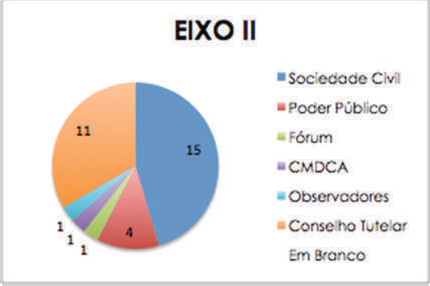 EIXO II
Sociedade Civil
Poder Público
Fórum
CMDCA
Observadores
Conselho Tutelar
Em Branco
11
15
4
1
1
1